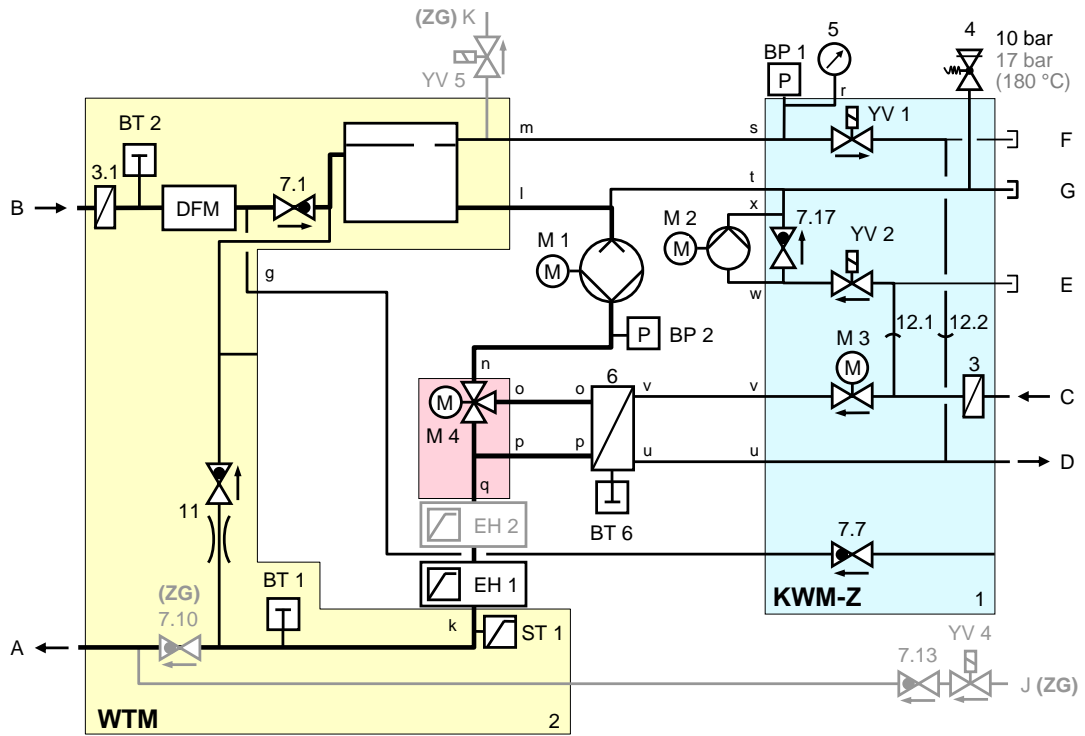 (ZG) K
YV 5
BP 1
P
5
4
10 bar
17 bar
(180 °C)
r
BT 2
3.1
B
DFM
7.1
m
s
YV 1
F
l
t
G
x
M 2
M
7.17
YV 2
M 1
M
g
w
E
12.1
12.2
P
BP 2
M 3
M
n
6
3
M
M 4
o
o
v
v
C
p
p
u
u
D
q
11
EH 2
BT 6
7.7
BT 1
EH 1
KWM-Z
1
(ZG)
7.10
k
ST 1
YV 4
7.13
A
J (ZG)
WTM
2